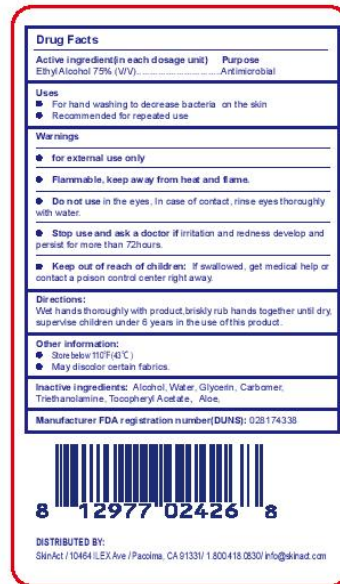 Drug Facts
Active ingredient(in each dosage unit) Purpose
Ethyl Alcohol 75% (V/V)..............................Antimicrobial
Uses
● For hand washing to decrease bacteria on the skin
● Recommended for repeated use
Warnings
● for external use only
● Flammable, keep away from heat and flame.
● Do not use in the eyes, In case of contact, rinse eyes thoroughly
with water.
● Stop use and ask a doctor if irritation and redness develop and
persist for more than 72hours.
● Keep out of reach of children: If swallowed, get medical help or
contact a poison control center right away.
Directions:
Wet hands thoroughly with product,briskly rub hands together until dry,
supervise children under 6 years in the use of this product.
Other information:
● Store below 110°F(43℃)
● May discolor certain fabrics.
Inactive ingredients: Alcohol, Water, Glycerin, Carbomer,
Triethanolamine, Tocopheryl Acetate, Aloe,
Manufacturer FDA registration number(DUNS): 028174338
8 12977 02426 8
DISTRIBUTED BY:
SkinAct / 10464 ILEX Ave / Pacoima, CA 91331/ 1.800.418.0830/ info@skinact.com